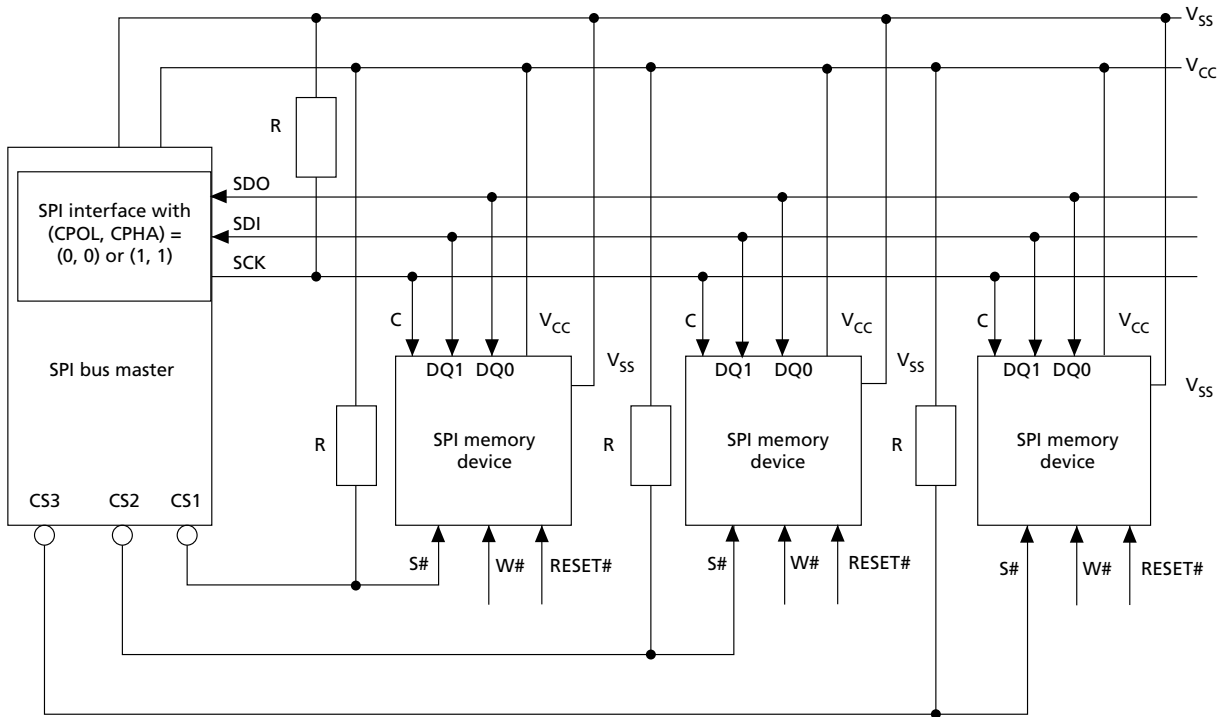 VSS
VCC
R
SDO
SPI interface with
(CPOL, CPHA) =
(0, 0) or (1, 1)
SDI
SCK
SPI bus master
CS3 CS2 CS1
C
VCC
VSS
DQ1 DQ0
R
SPI memory
device
S#
W#
RESET#
C
VCC
VSS
DQ1 DQ0
R
SPI memory
device
S#
W#
RESET#
C
VCC
VSS
DQ1 DQ0
R
SPI memory
device
S#
W#
RESET#